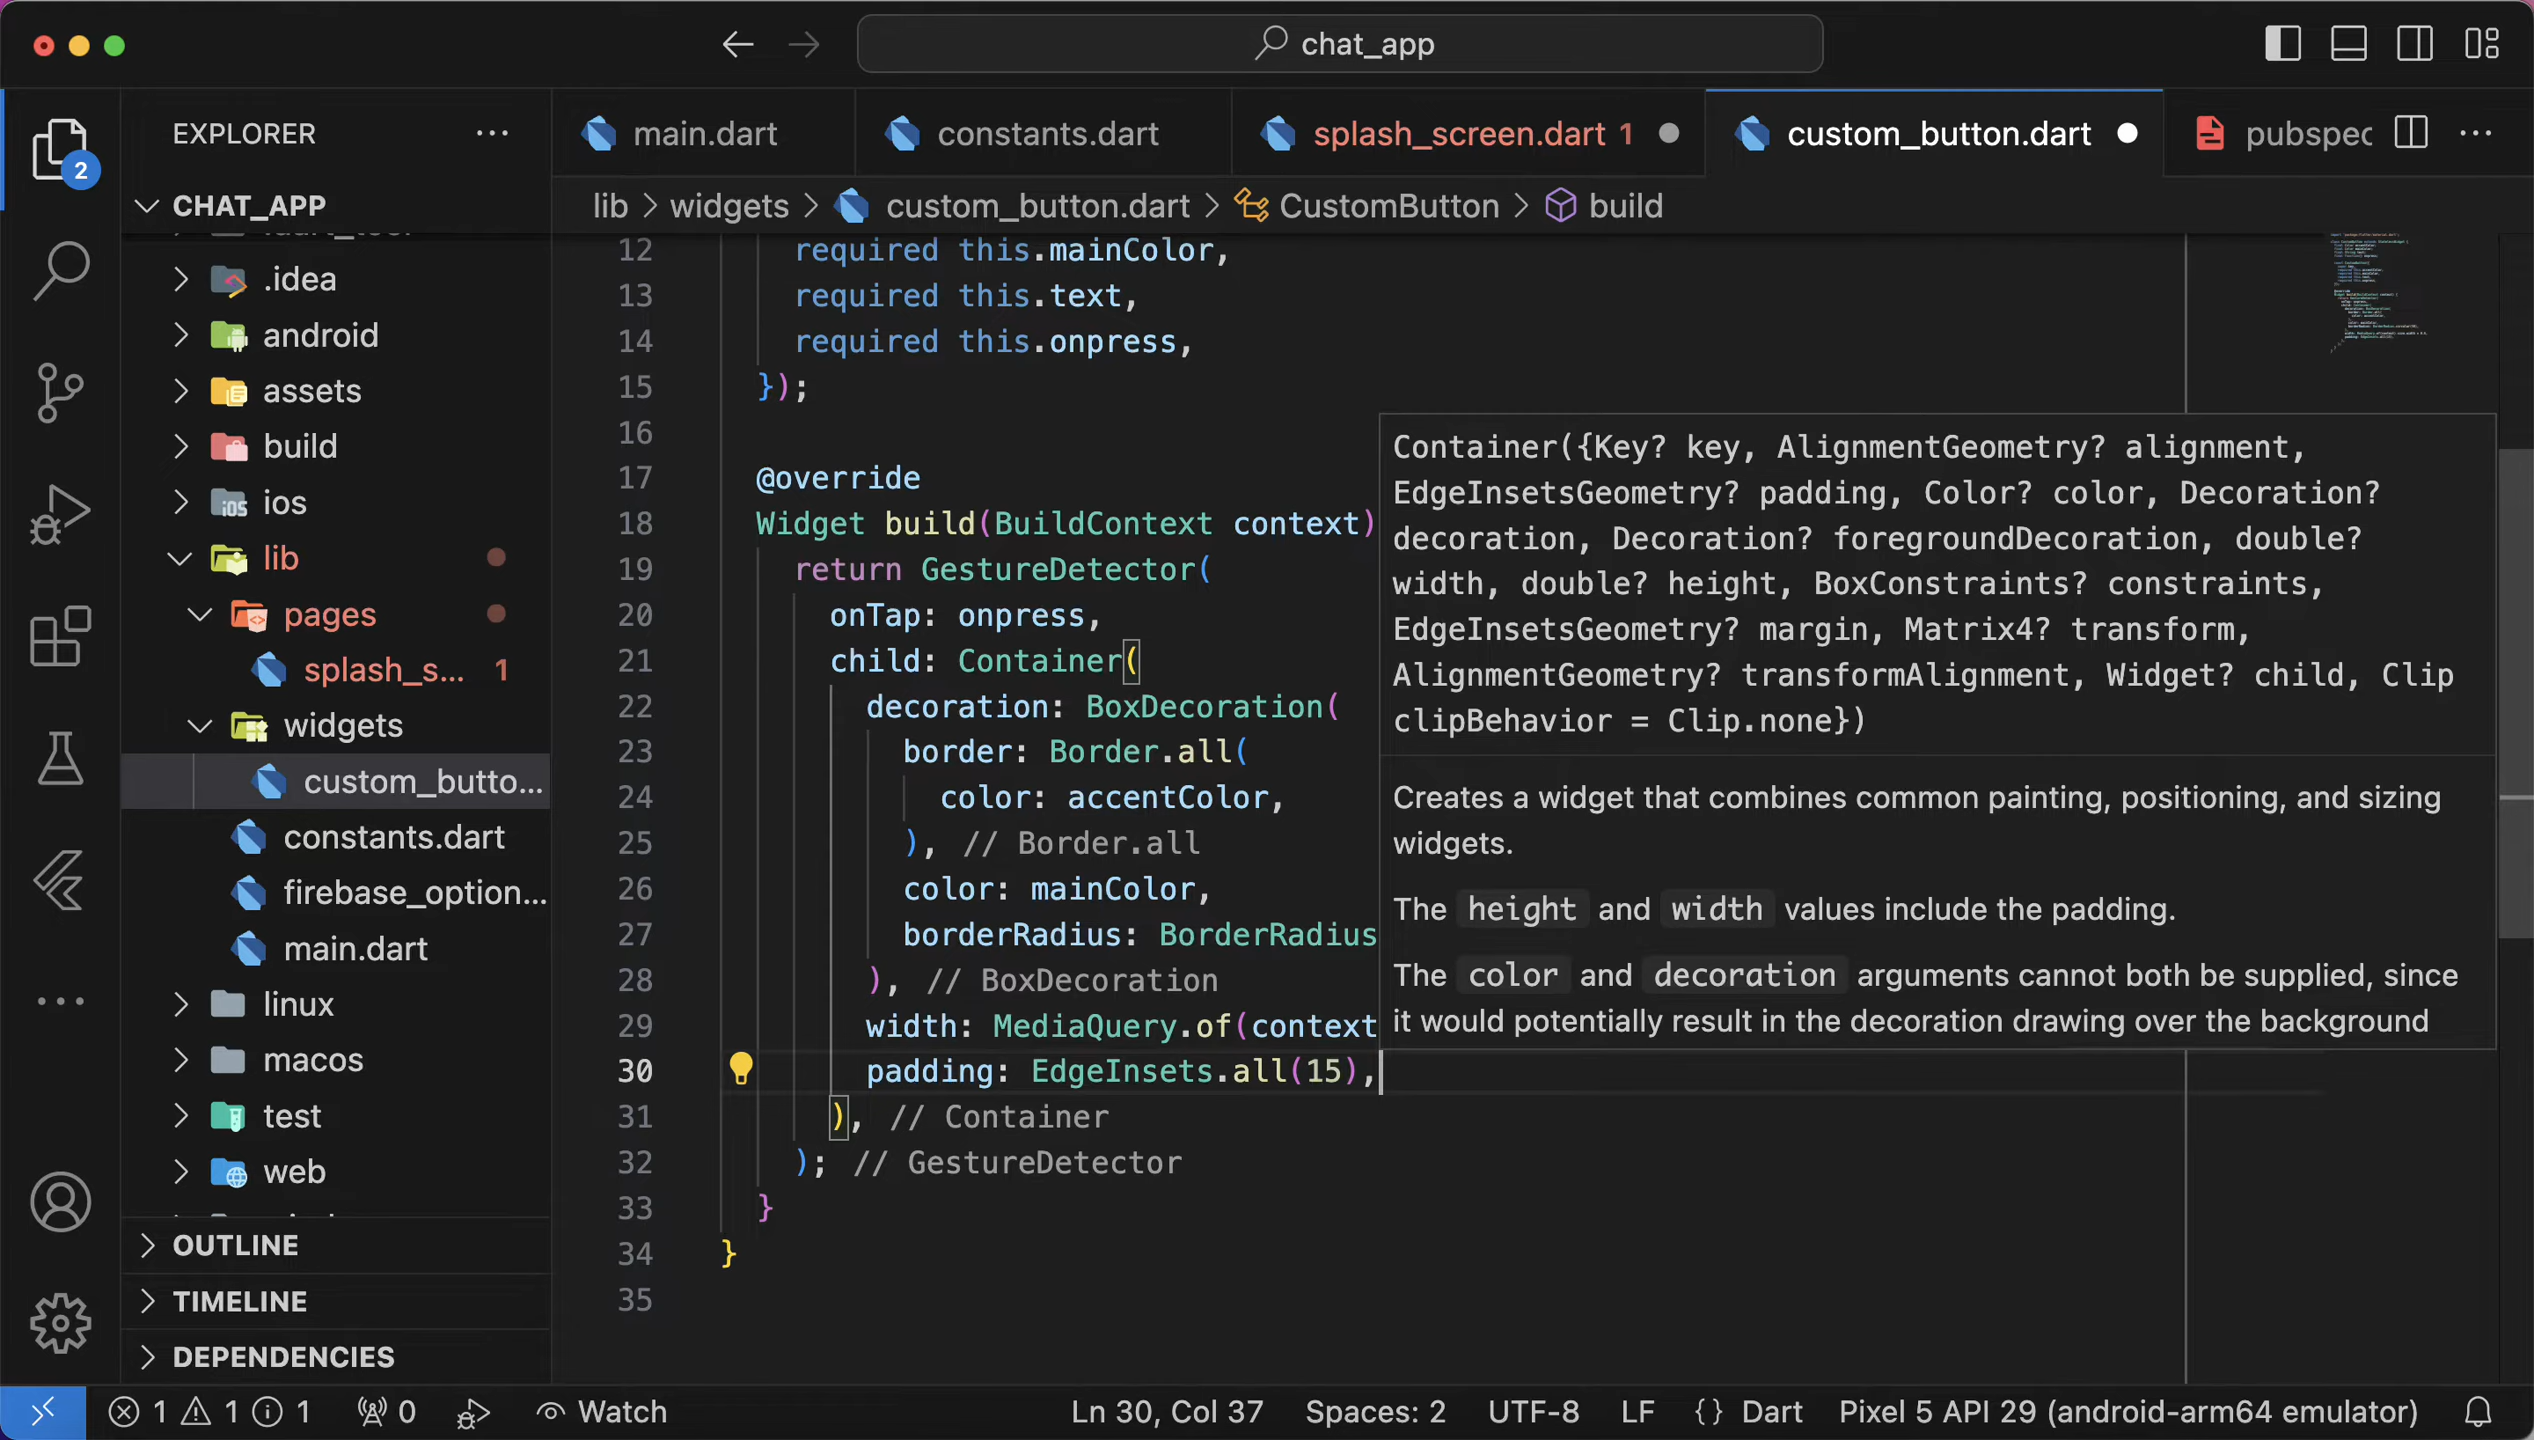 chat_app
EXPLORER
main.dart
constants.dart
splash_screen.dart 1
custom_button.dart
pubspec
2
CHAT_APP
lib > widgets > custom_button.dart > CustomButton > build
.idea
android
assets
build
ios
lib
pages
splash_s... 1
widgets
custom_butto...
constants.dart
firebase_option...
main.dart
linux
macos
test
web
OUTLINE
TIMELINE
DEPENDENCIES
12 required this.mainColor,
13 required this.text,
14 required this.onpress,
15 });
16
17 @override
18 Widget build(BuildContext context)
19 return GestureDetector(
20 onTap: onpress,
21 child: Container(
22 decoration: BoxDecoration(
23 border: Border.all(
24 color: accentColor,
25 ), // Border.all
26 color: mainColor,
27 borderRadius: BorderRadius
28 ), // BoxDecoration
29 width: MediaQuery.of(context
30 padding: EdgeInsets.all(15),
31 ), // Container
32 ); // GestureDetector
33 }
34 }
35
Container({Key? key, AlignmentGeometry? alignment,
EdgeInsetsGeometry? padding, Color? color, Decoration?
decoration, Decoration? foregroundDecoration, double?
width, double? height, BoxConstraints? constraints,
EdgeInsetsGeometry? margin, Matrix4? transform,
AlignmentGeometry? transformAlignment, Widget? child, Clip
clipBehavior = Clip.none})
Creates a widget that combines common painting, positioning, and sizing
widgets.
The height and width values include the padding.
The color and decoration arguments cannot both be supplied, since
it would potentially result in the decoration drawing over the background
1 1 1 0 Watch Ln 30, Col 37 Spaces: 2 UTF-8 LF {} Dart Pixel 5 API 29 (android-arm64 emulator)